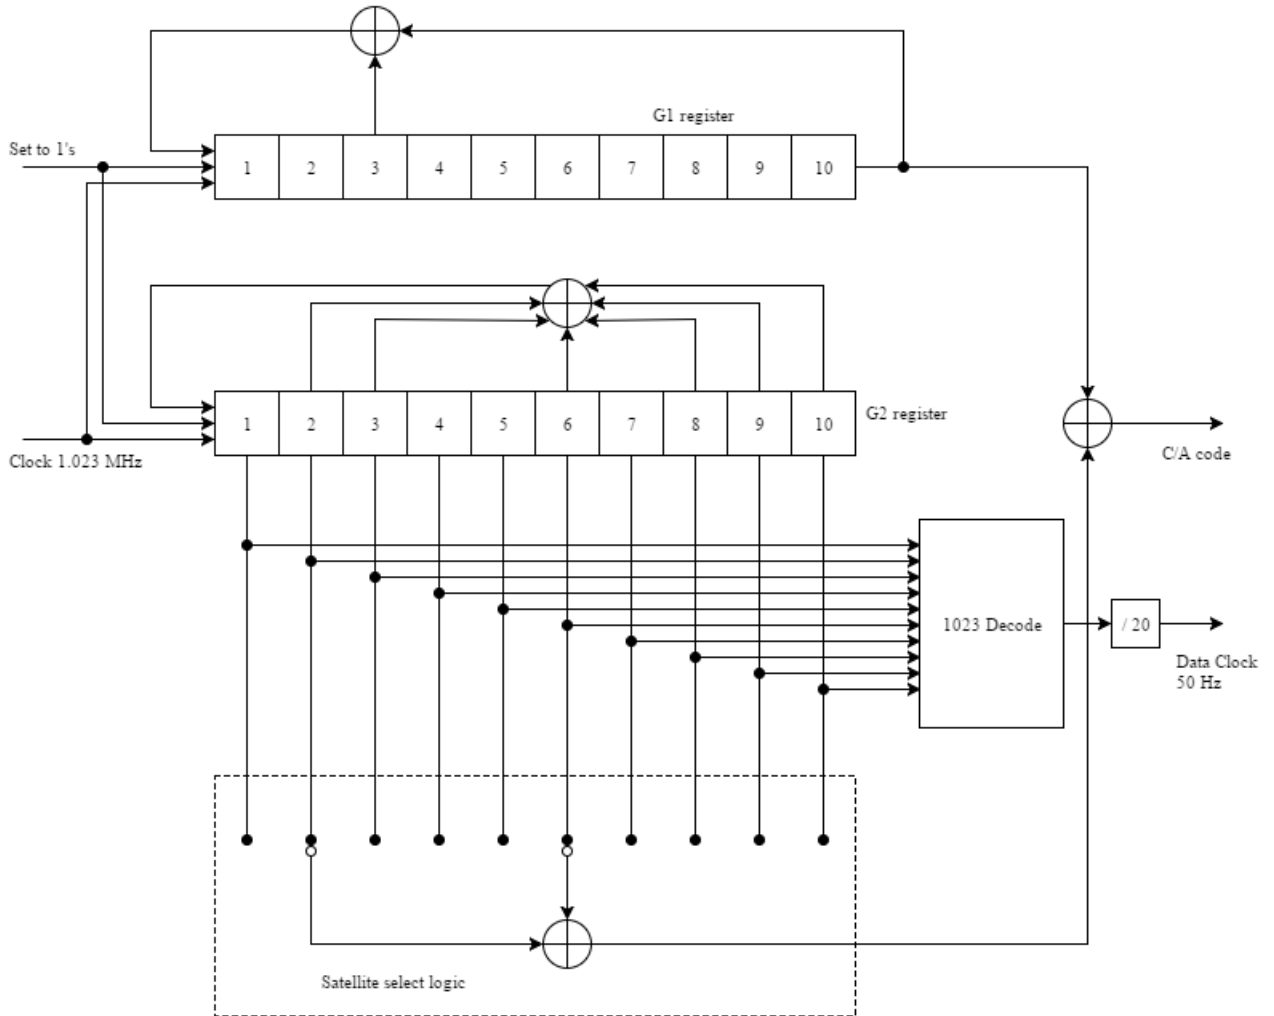 G1 register
Set to 1's
1 2 3 4 5 6 7 8 9 10
1 2 3 4 5 6 7 8 9 10
G2 register
Clock 1.023 MHz
C/A code
1023 Decode
/ 20
Data Clock
50 Hz
Satellite select logic